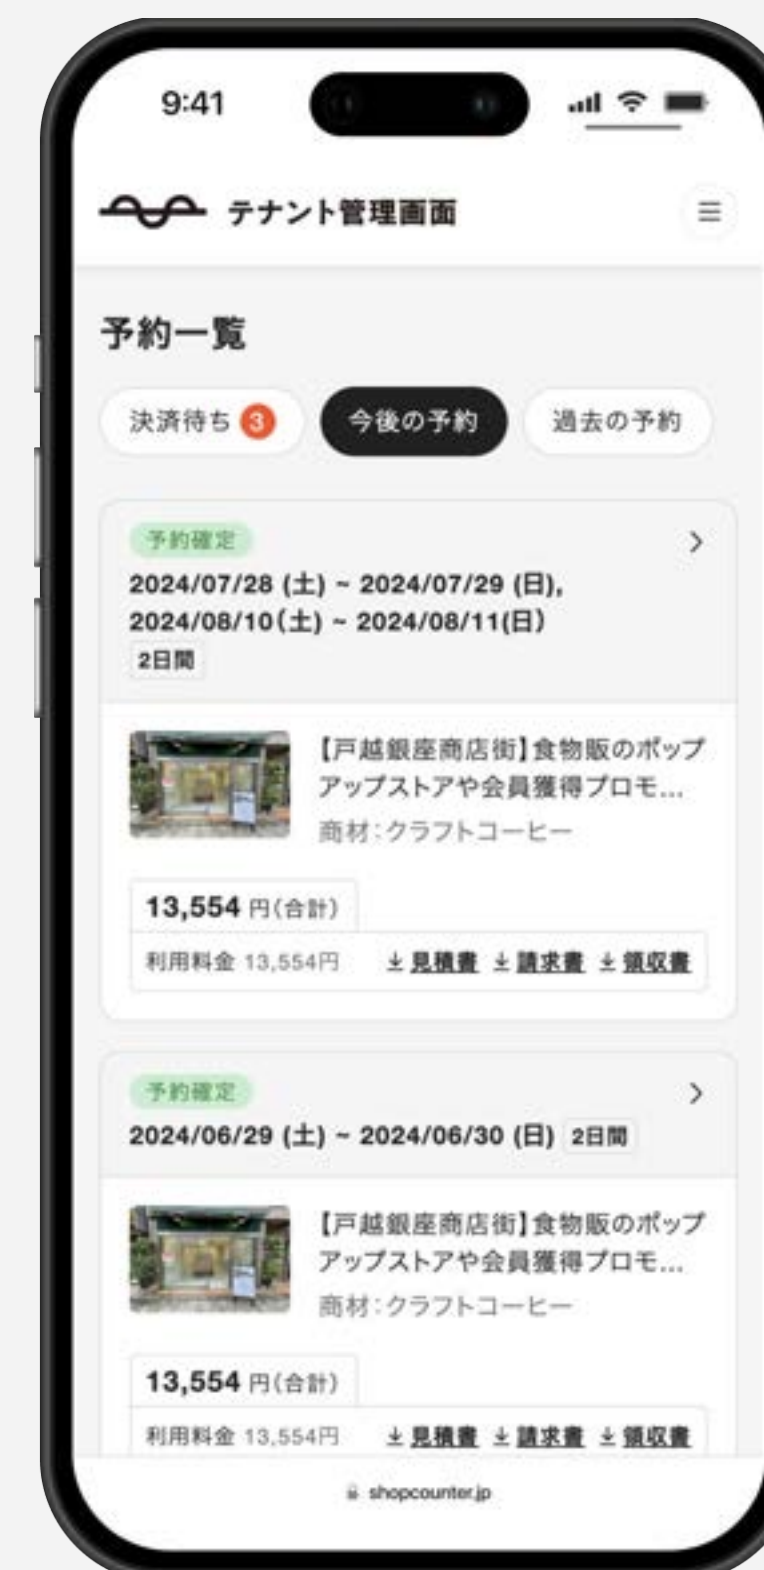 9:41
テナント管理画面
予約一覧
決済待ち 3 今後の予約 過去の予約
予約確定
2024/07/28 (土) ~ 2024/07/29 (日),
2024/08/10(土) ~ 2024/08/11(日)
2日間
【戸越銀座商店街】食物販のポップ
アップストアや会員獲得プロモ...
商材：クラフトコーヒー
13,554 円(合計)
利用料金 13,554円 見積書 請求書 領収書
予約確定
2024/06/29 (土) ~ 2024/06/30 (日) 2日間
【戸越銀座商店街】食物販のポップ
アップストアや会員獲得プロモ...
商材：クラフトコーヒー
13,554 円(合計)
利用料金 13,554円 見積書 請求書 領収書
shopcounter.jp